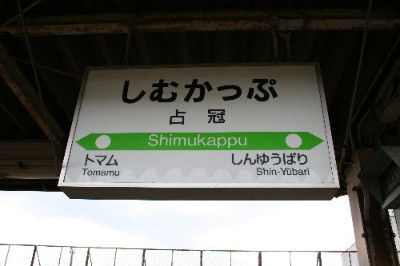 しむかっぷ
占冠
Shimukappu
トマム しんゆうばり
Tomamu Shin-Yūbari